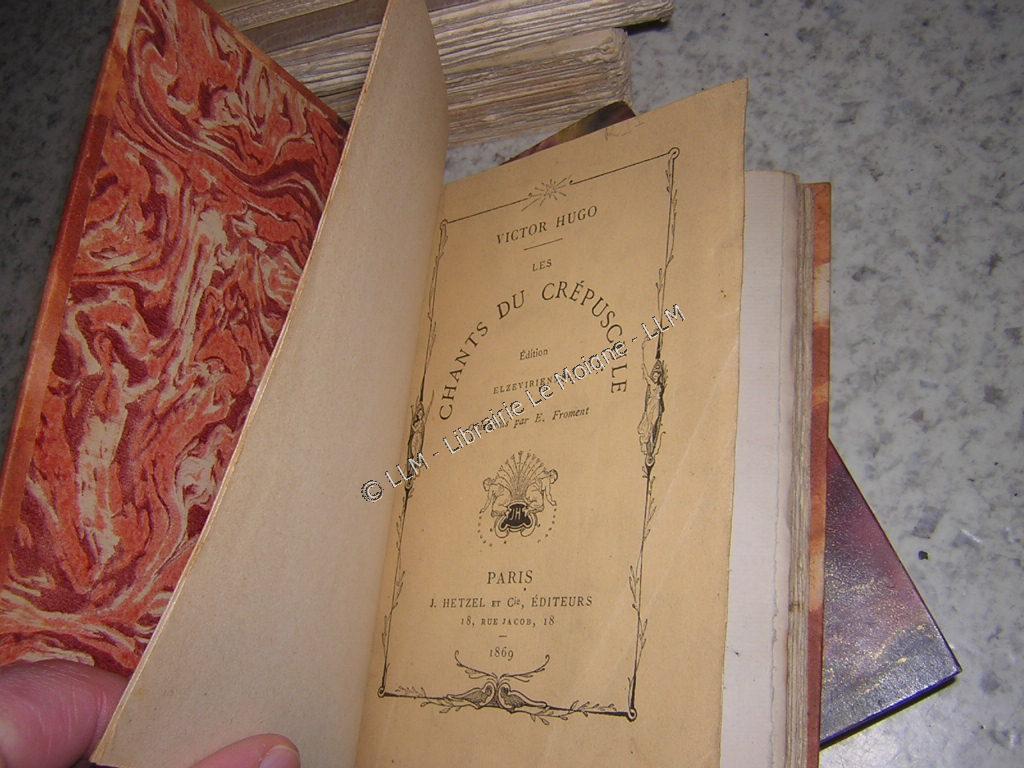 VICTOR HUGO
LES
CHANTS DU CRÉPUSCULE
Édition
ELZEVIRIENNE
par E. Froment
PARIS
J. HETZEL ET Cie, ÉDITEURS
18, RUE JACOB, 18
1869
© LLM - Librairie Le Moigne - LLM